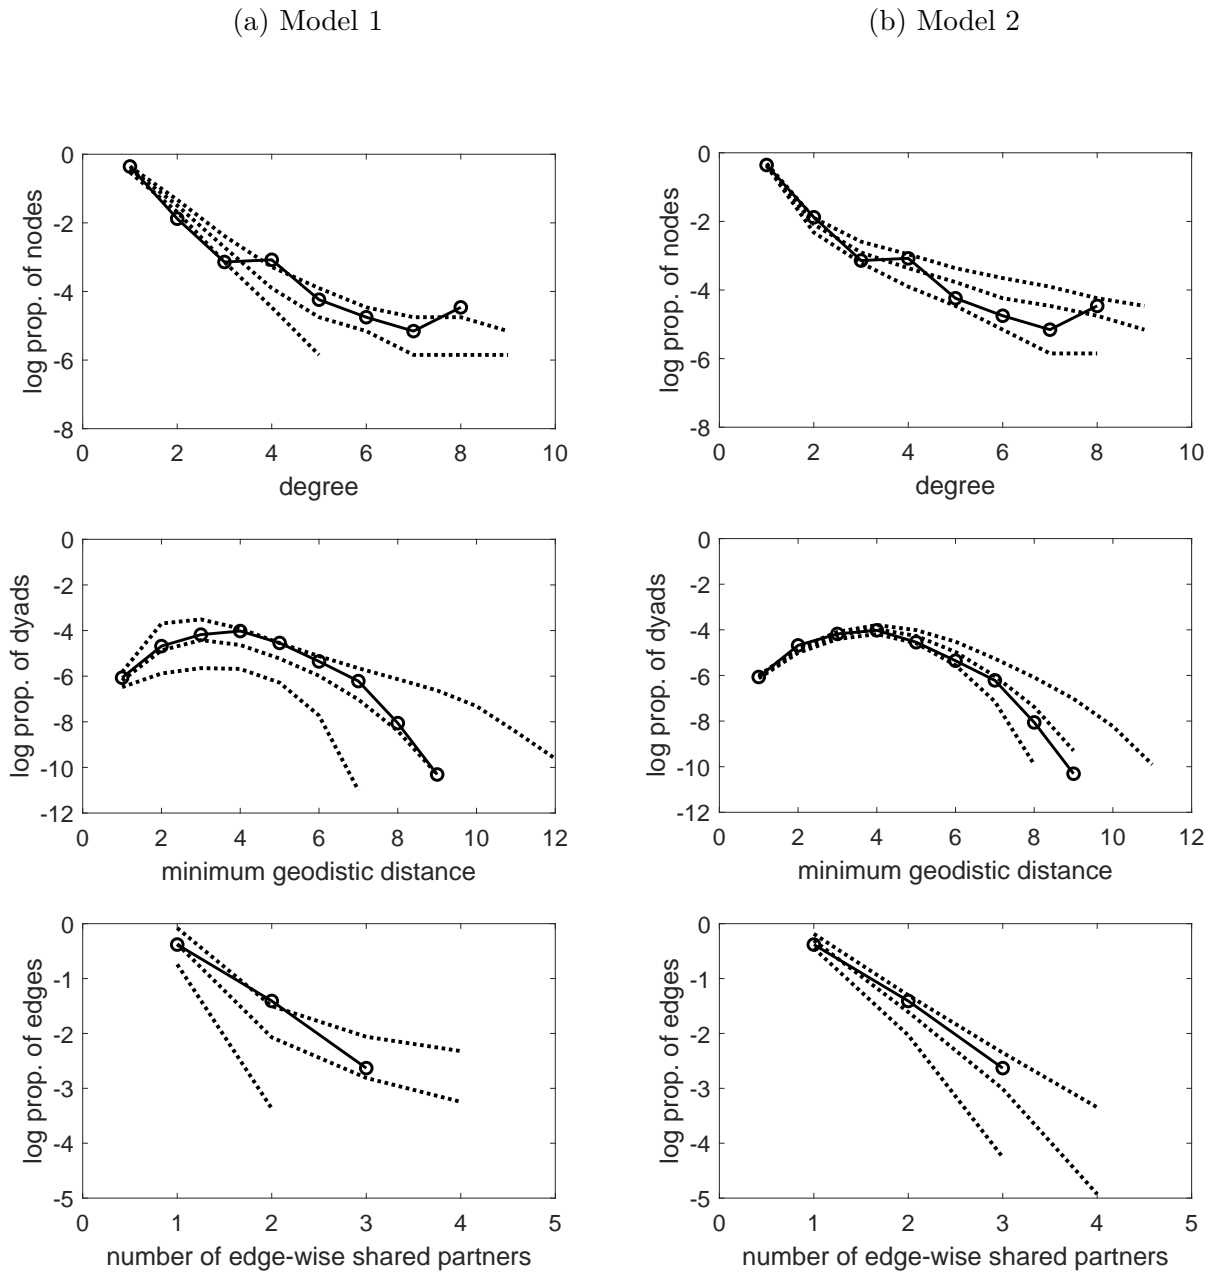 (a) Model 1
(b) Model 2
0
-2
-4
-6
-8
log prop. of nodes
0 2 4 6 8 10
degree
0
-2
-4
-6
-8
log prop. of nodes
0 2 4 6 8 10
degree
0
-2
-4
-6
-8
-10
-12
log prop. of dyads
0 2 4 6 8 10 12
minimum geodistic distance
0
-2
-4
-6
-8
-10
-12
log prop. of dyads
0 2 4 6 8 10 12
minimum geodistic distance
0
-1
-2
-3
-4
-5
log prop. of edges
0 1 2 3 4 5
number of edge-wise shared partners
0
-1
-2
-3
-4
-5
log prop. of edges
0 1 2 3 4 5
number of edge-wise shared partners